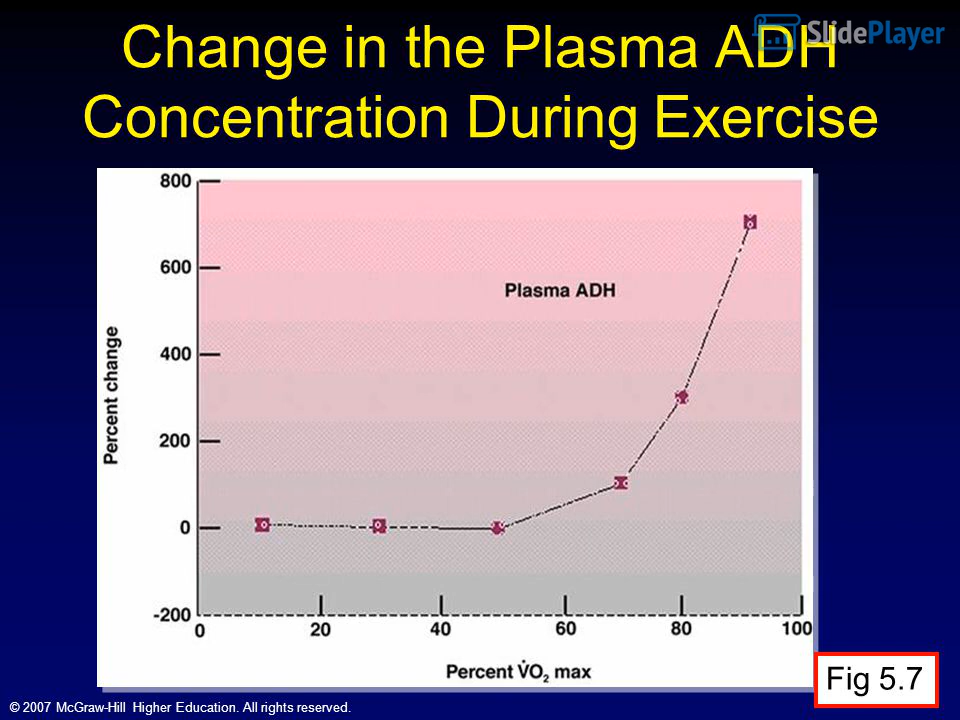 Change in the Plasma ADH
SlidePlayer
Concentration During Exercise
800
600
400
200
0
-200
Percent change
Plasma ADH
0 20 40 60 80 100
Percent V̇O₂ max
Fig 5.7
© 2007 McGraw-Hill Higher Education. All rights reserved.